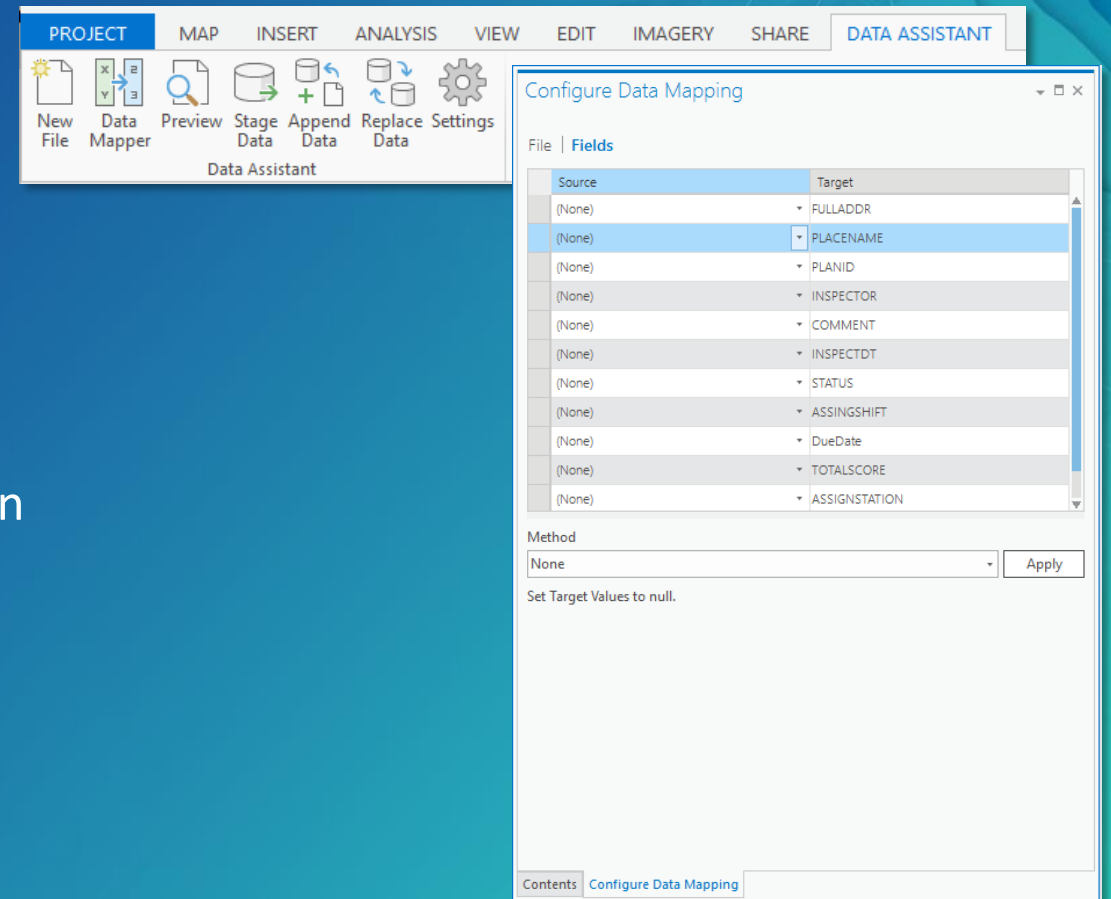 PROJECT MAP INSERT ANALYSIS VIEW EDIT IMAGERY SHARE DATA ASSISTANT
New File
Data Mapper
Preview
Stage Data
Append Data
Replace Data
Settings
Data Assistant
n
Configure Data Mapping
File | Fields
Source Target
(None) FULLADDR
(None) PLACENAME
(None) PLANID
(None) INSPECTOR
(None) COMMENT
(None) INSPECTDT
(None) STATUS
(None) ASSINGSHIFT
(None) DueDate
(None) TOTALSCORE
(None) ASSIGNSTATION
Method
None Apply
Set Target Values to null.
Contents Configure Data Mapping